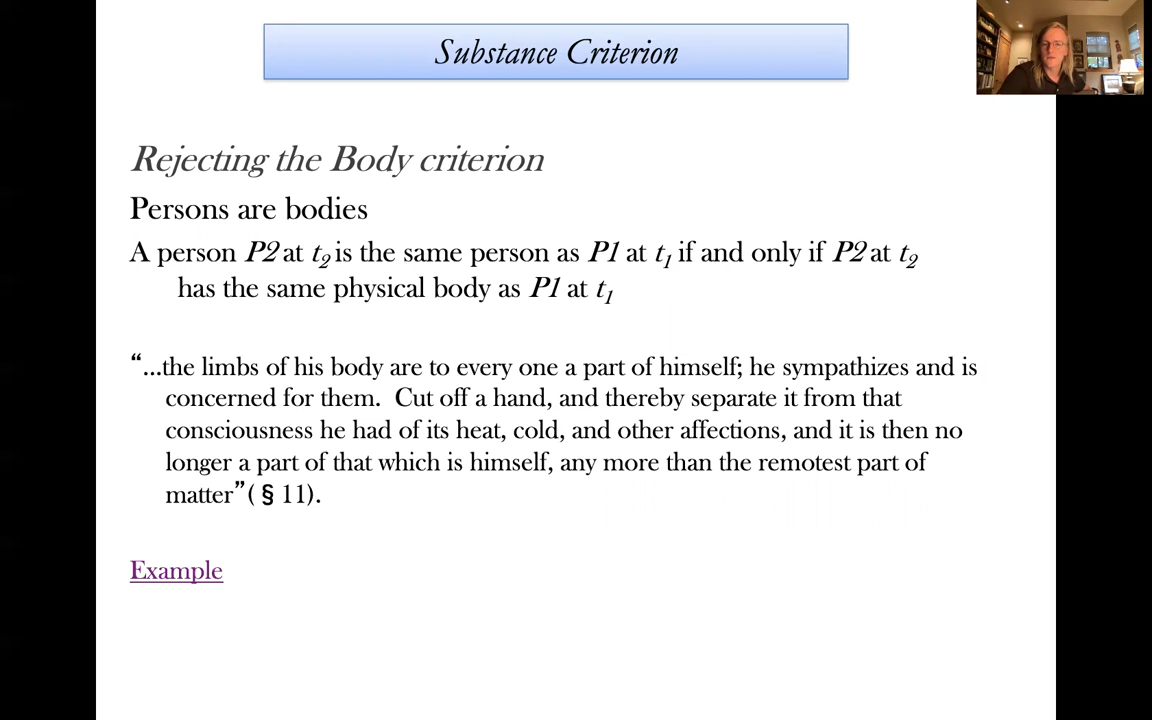 Substance Criterion
Rejecting the Body criterion
Persons are bodies
A person P2 at t2 is the same person as P1 at t1 if and only if P2 at t2
has the same physical body as P1 at t1
“...the limbs of his body are to every one a part of himself; he sympathizes and is
concerned for them. Cut off a hand, and thereby separate it from that
consciousness he had of its heat, cold, and other affections, and it is then no
longer a part of that which is himself, any more than the remotest part of
matter”( § 11).
Example